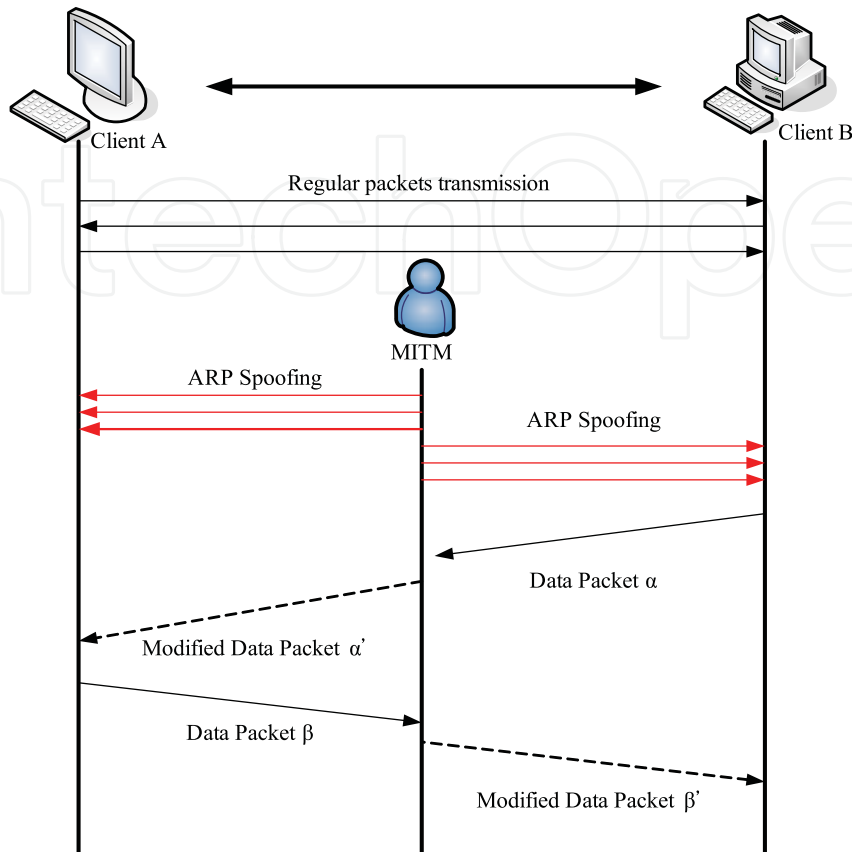 Client A
Client B
Regular packets transmission
MITM
ARP Spoofing
ARP Spoofing
Data Packet α
Modified Data Packet α’
Data Packet β
Modified Data Packet β’